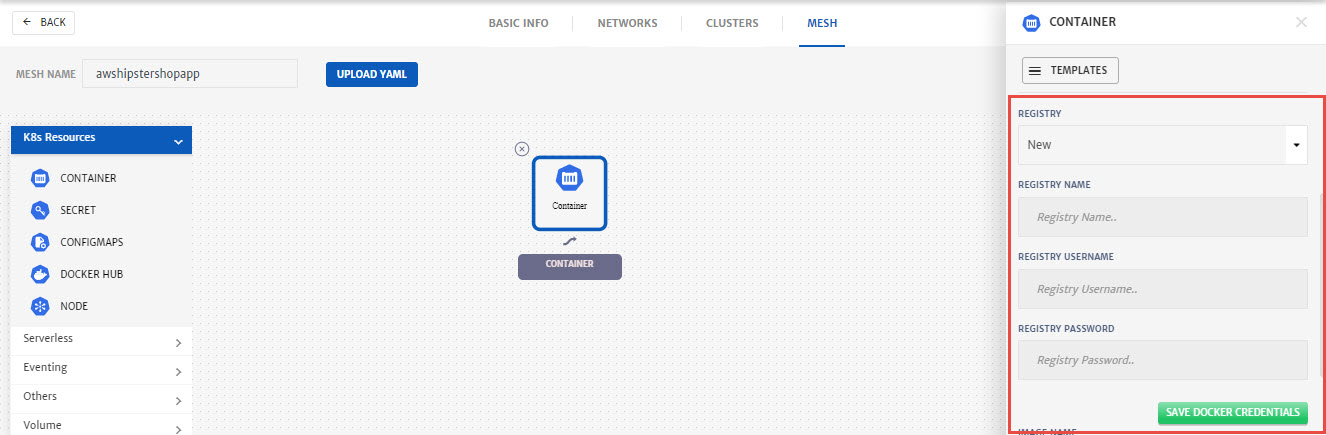 BACK
BASIC INFO
NETWORKS
CLUSTERS
MESH
MESH NAME
awshipstershopapp
UPLOAD YAML
K8s Resources
CONTAINER
SECRET
CONFIGMAPS
DOCKER HUB
NODE
Serverless
Eventing
Others
Volume
Container
CONTAINER
CONTAINER
TEMPLATES
REGISTRY
New
REGISTRY NAME
Registry Name..
REGISTRY USERNAME
Registry Username..
REGISTRY PASSWORD
Registry Password..
SAVE DOCKER CREDENTIALS
IMAGE NAME